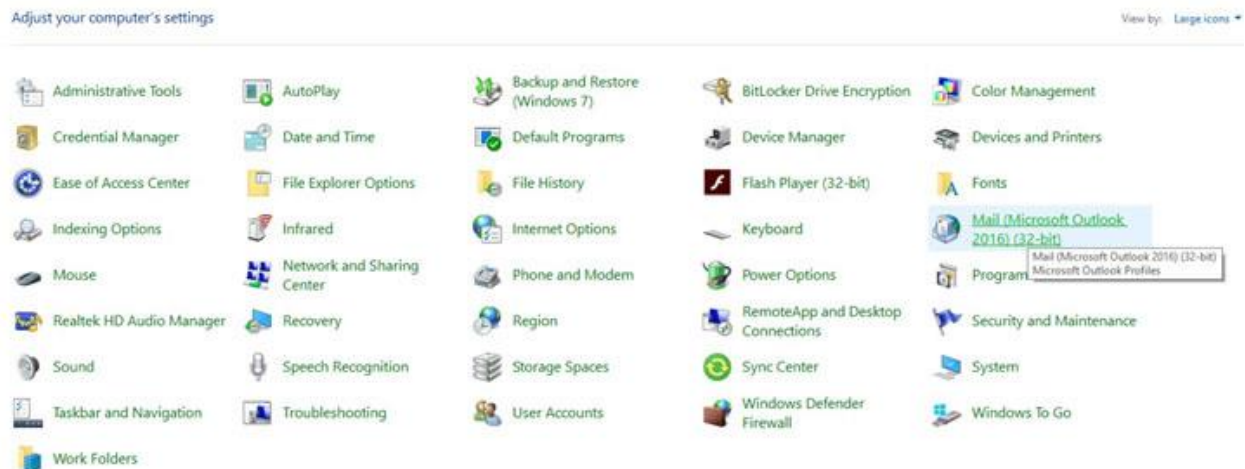 Adjust your computer's settings
View by: Large icons
Administrative Tools
AutoPlay
Backup and Restore
(Windows 7)
BitLocker Drive Encryption
Color Management
Credential Manager
Date and Time
Default Programs
Device Manager
Devices and Printers
Ease of Access Center
File Explorer Options
File History
Flash Player (32-bit)
Fonts
Indexing Options
Infrared
Internet Options
Keyboard
Mail (Microsoft Outlook
2016) (32-bit)
Mail (Microsoft Outlook 2016) (32-bit)
Microsoft Outlook Profiles
Mouse
Network and Sharing
Center
Phone and Modem
Power Options
Program
Realtek HD Audio Manager
Recovery
Region
RemoteApp and Desktop
Connections
Security and Maintenance
Sound
Speech Recognition
Storage Spaces
Sync Center
System
Taskbar and Navigation
Troubleshooting
User Accounts
Windows Defender
Firewall
Windows To Go
Work Folders